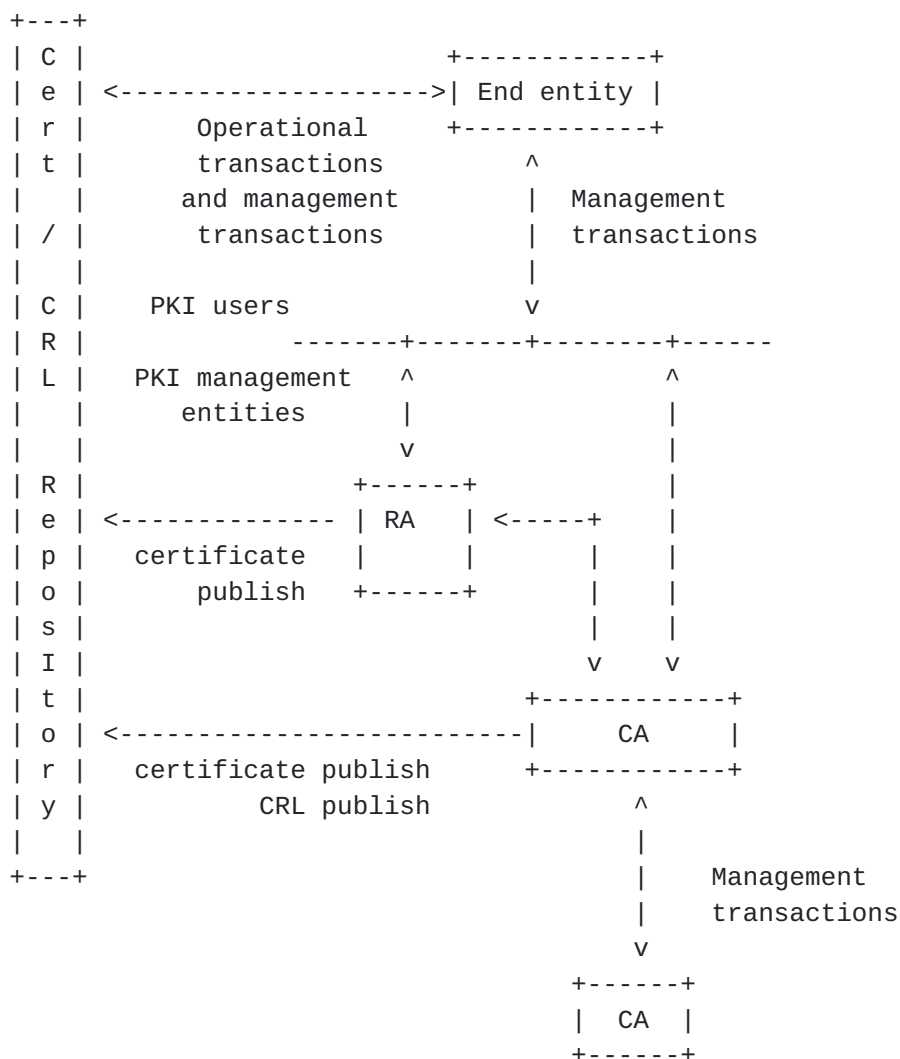 +---+
| C |                       +------------+
| e | <-------------------->| End entity |
| r |       Operational     +------------+
| t |       transactions         ^
|   |      and management        |  Management
| / |       transactions         |  transactions
|   |                            |
| C |    PKI users               v
| R |             -------+-------+--------+------
| L |   PKI management   ^                ^
|   |      entities      |                |
|   |                    v                |
| R |                 +------+            |
| e | <-------------- | RA   | <-----+    |
| p |   certificate   |      |       |    |
| o |       publish   +------+       |    |
| s |                                |    |
| I |                                v    v
| t |                            +------------+
| o | <--------------------------|     CA     |
| r |   certificate publish      +------------+
| y |           CRL publish             ^
|   |                                   |
+---+                                   |    Management
                                        |    transactions
                                        v
                                    +------+
                                    |  CA  |
                                    +------+